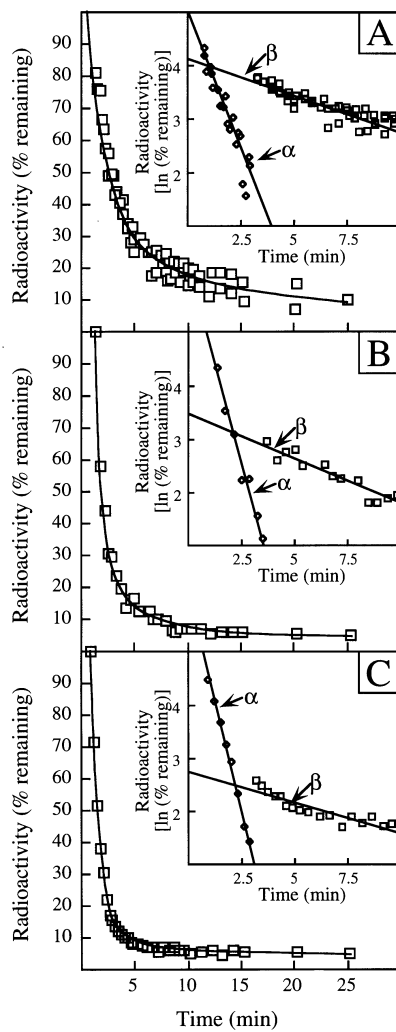 A
90
80
70
60
50
40
30
20
10
Radioactivity (% remaining)
Radioactivity
[ln (% remaining)]
4
3
2
β
α
2.5 5 7.5
Time (min)
B
90
80
70
60
50
40
30
20
10
Radioactivity (% remaining)
Radioactivity
[ln (% remaining)]
4
3
2
β
α
2.5 5 7.5
Time (min)
C
90
80
70
60
50
40
30
20
10
Radioactivity (% remaining)
Radioactivity
[ln (% remaining)]
4
3
2
α
β
2.5 5 7.5
Time (min)
5 10 15 20 25
Time (min)